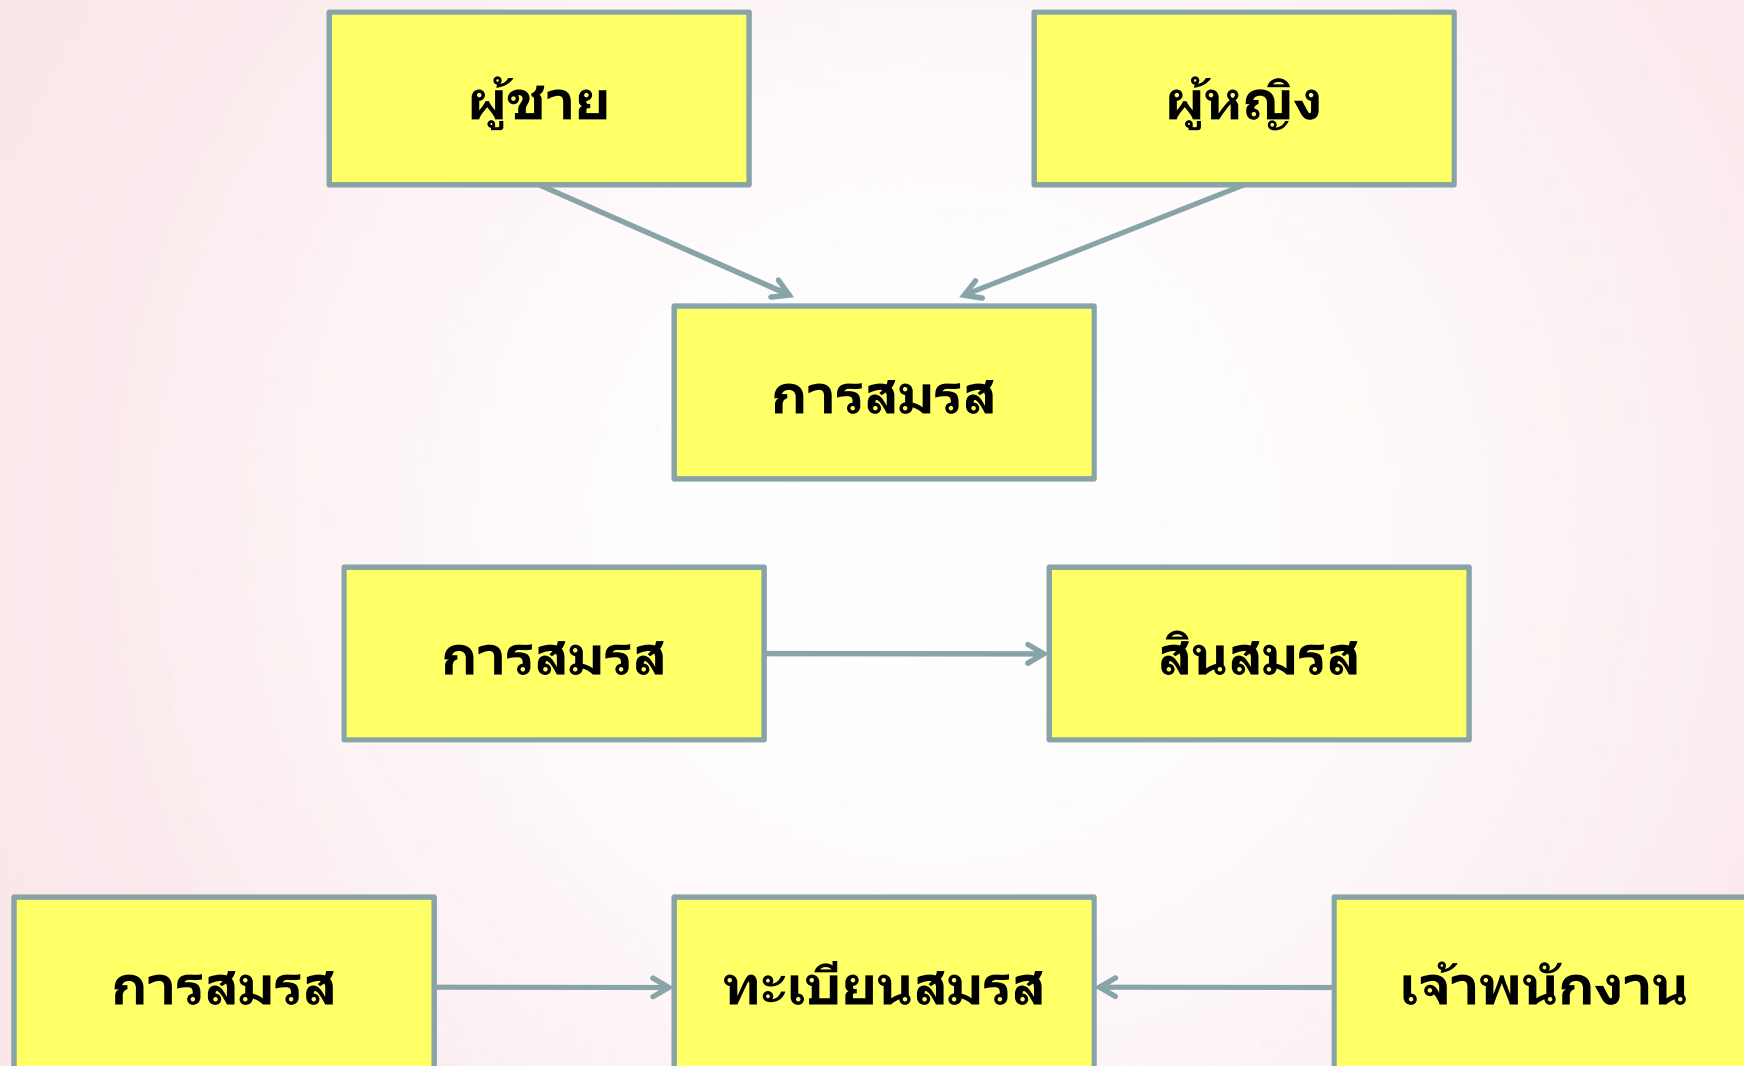 ผู้ชาย
ผู้หญิง
การสมรส
การสมรส
สินสมรส
การสมรส
ทะเบียนสมรส
เจ้าพนักงาน